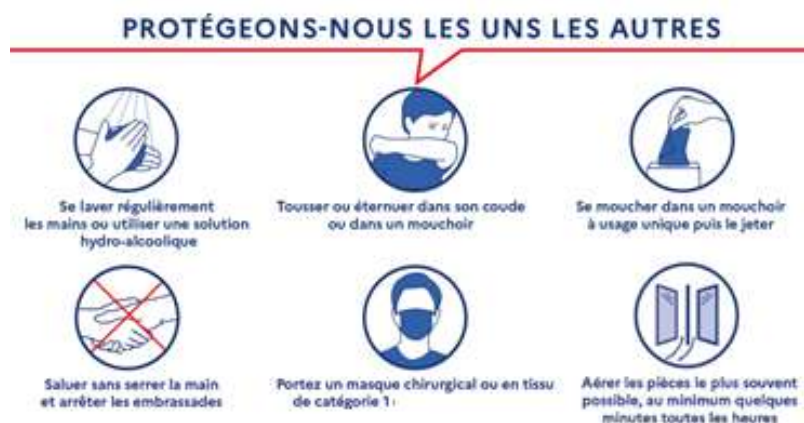 PROTÉGEONS-NOUS LES UNS LES AUTRES
Se laver régulièrement
les mains ou utiliser une solution
hydro-alcoolique
Tousser ou éternuer dans son coude
ou dans un mouchoir
Se moucher dans un mouchoir
à usage unique puis le jeter
Saluer sans serrer la main
et arrêter les embrassades
Portez un masque chirurgical ou en tissu
de catégorie 1
Aérer les pièces le plus souvent
possible, au minimum quelques
minutes toutes les heures